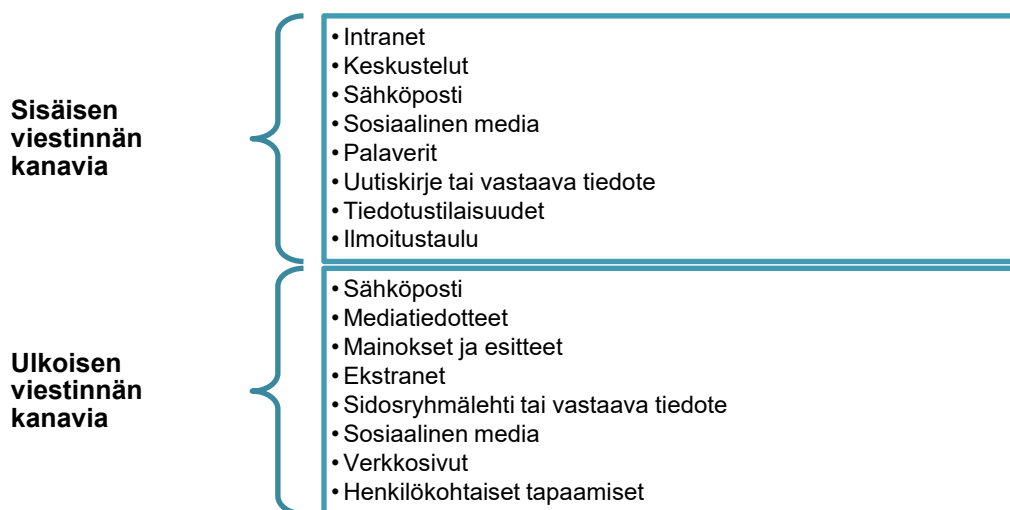 Sisäisen
viestinnän
kanavia
• Intranet
• Keskustelut
• Sähköposti
• Sosiaalinen media
• Palaverit
• Uutiskirje tai vastaava tiedote
• Tiedotustilaisuudet
• Ilmoitustaulu
Ulkoisen
viestinnän
kanavia
• Sähköposti
• Mediatiedotteet
• Mainokset ja esitteet
• Ekstranet
• Sidosryhmälehti tai vastaava tiedote
• Sosiaalinen media
• Verkkosivut
• Henkilökohtaiset tapaamiset